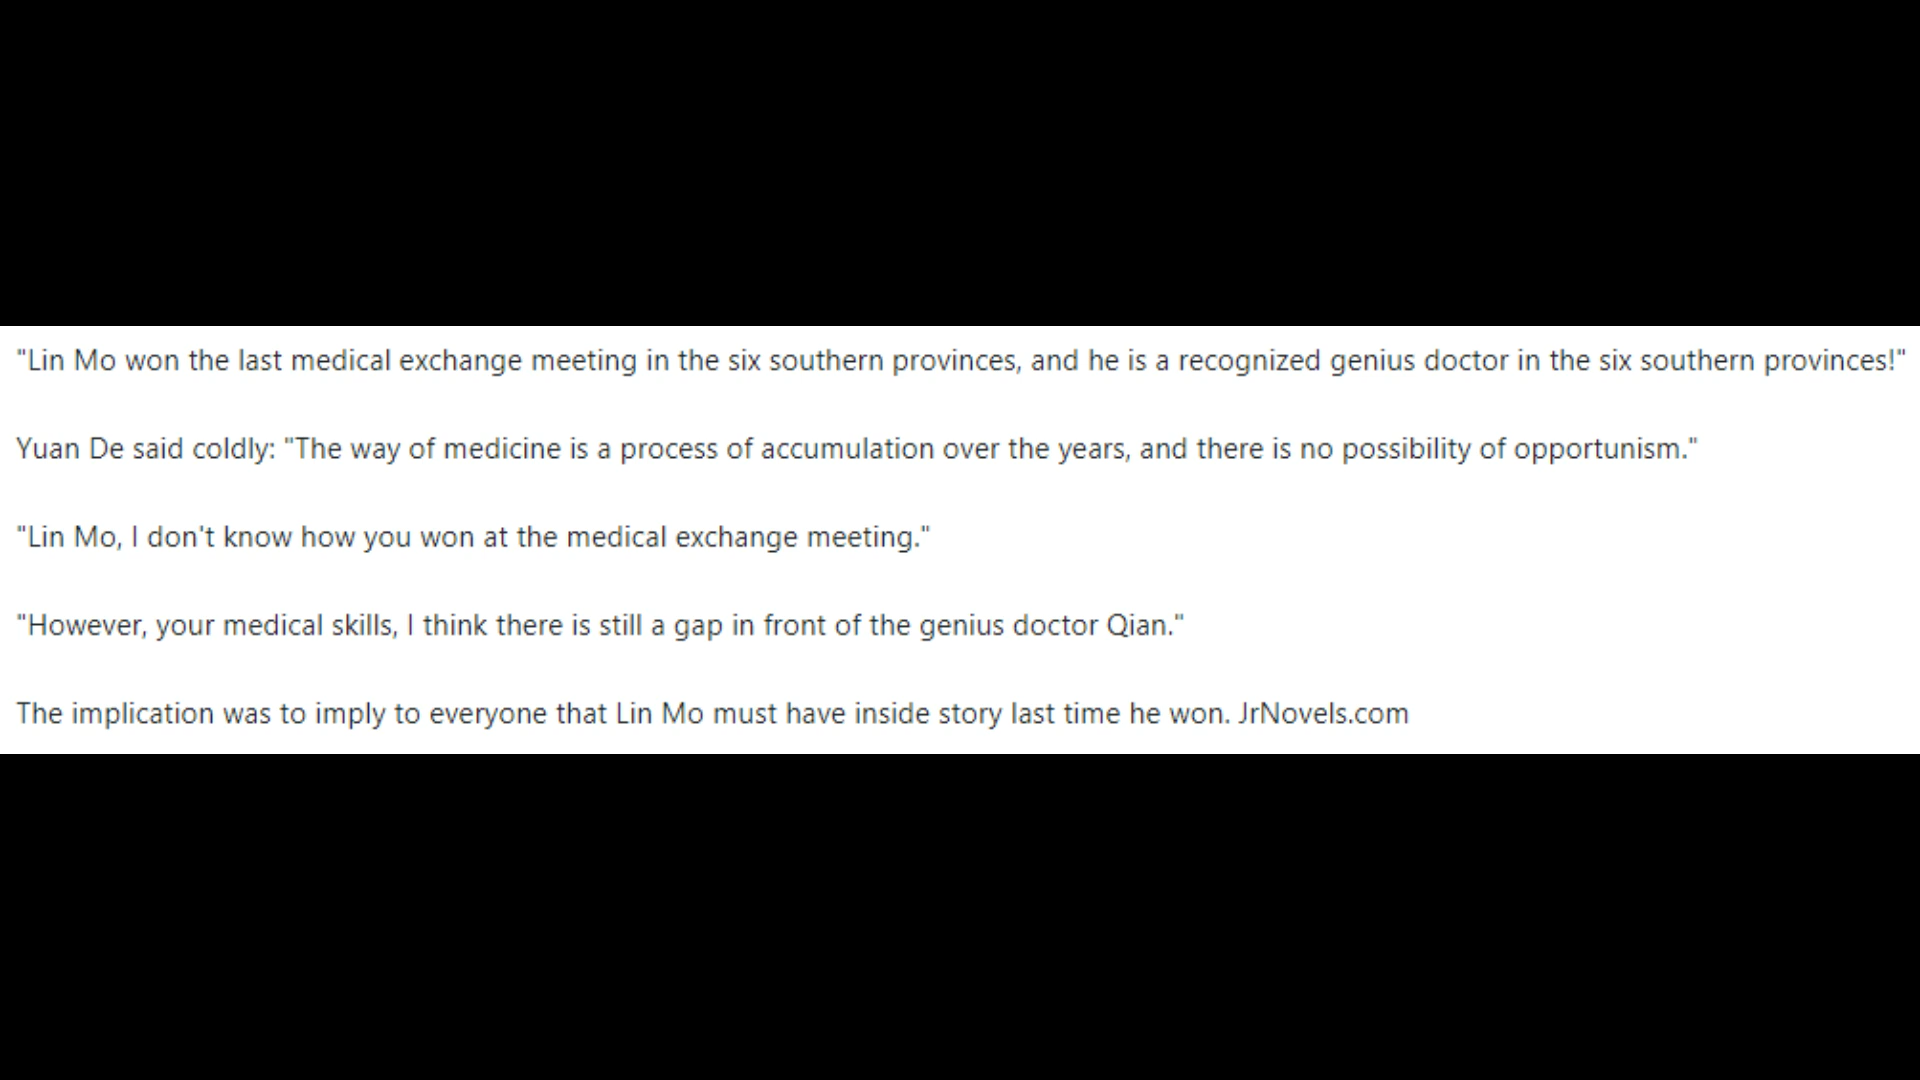 "Lin Mo won the last medical exchange meeting in the six southern provinces, and he is a recognized genius doctor in the six southern provinces!"
Yuan De said coldly: "The way of medicine is a process of accumulation over the years, and there is no possibility of opportunism."
"Lin Mo, I don't know how you won at the medical exchange meeting."
"However, your medical skills, I think there is still a gap in front of the genius doctor Qian."
The implication was to imply to everyone that Lin Mo must have inside story last time he won. JrNovels.com